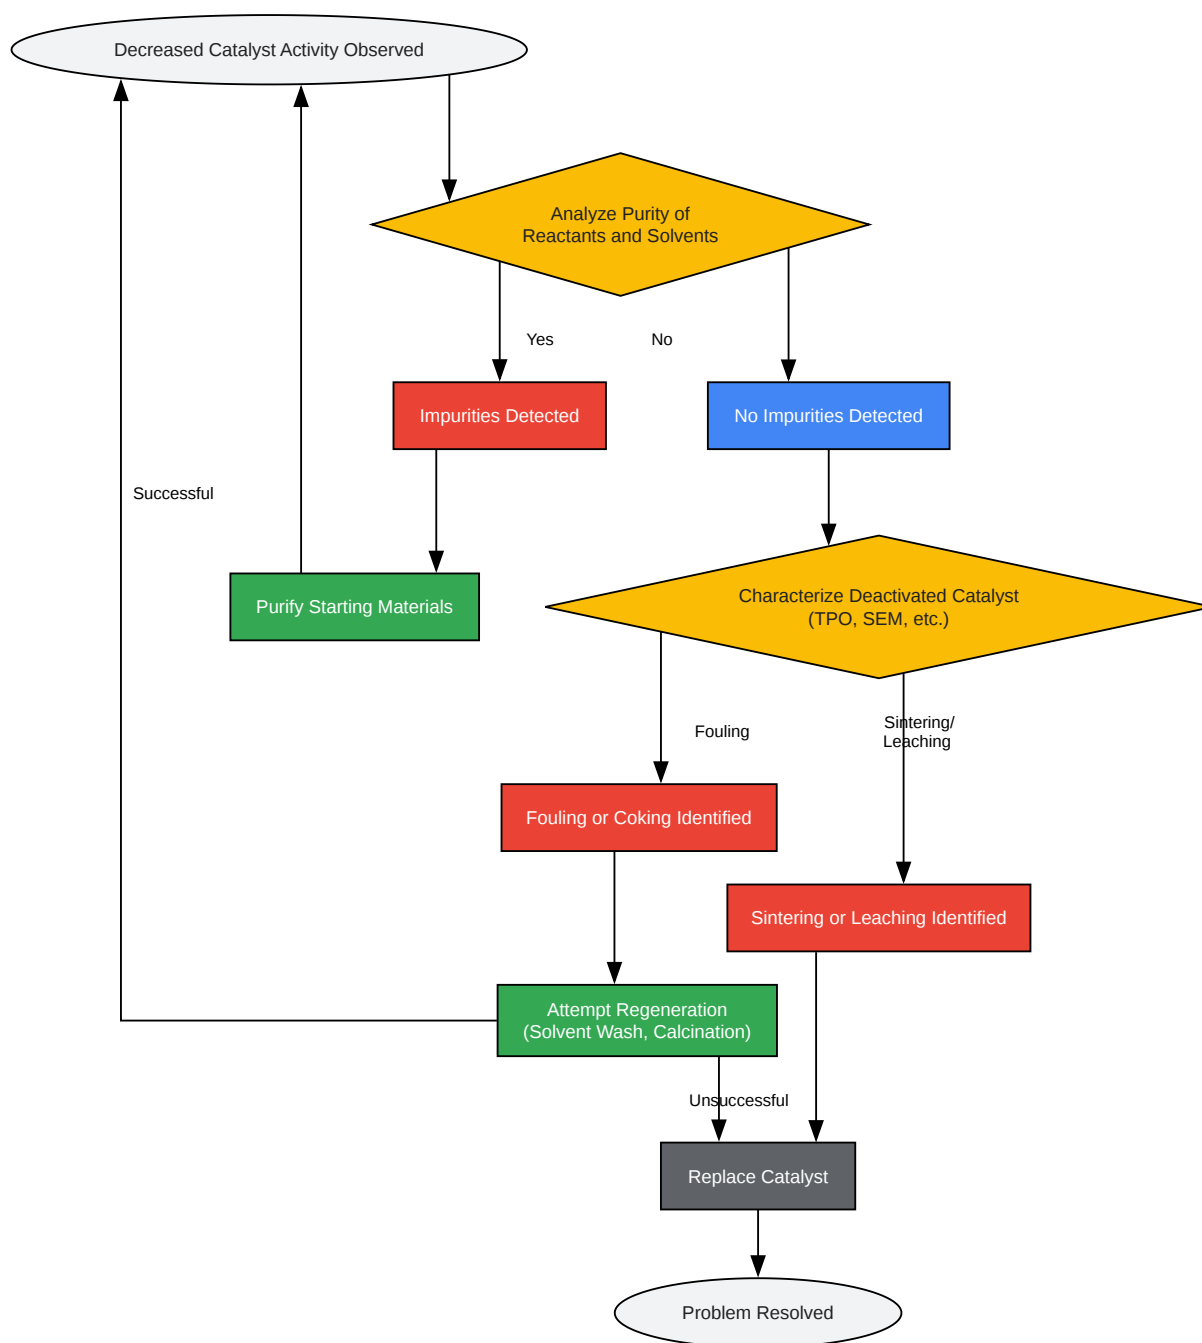 Decreased Catalyst Activity Observed
Analyze Purity of
Reactants and Solvents
Yes
No
Impurities Detected
No Impurities Detected
Successful
Purify Starting Materials
Characterize Deactivated Catalyst
(TPO, SEM, etc.)
Fouling
Sintering/
Leaching
Fouling or Coking Identified
Sintering or Leaching Identified
Attempt Regeneration
(Solvent Wash, Calcination)
Unsuccessful
Replace Catalyst
Problem Resolved